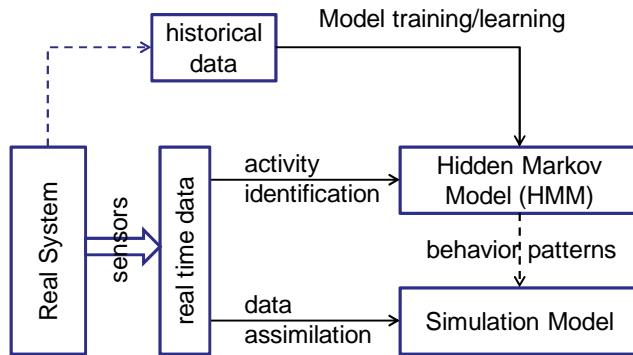 Model training/learning
historical
data
Real System
sensors
real time data
activity
identification
Hidden Markov
Model (HMM)
behavior patterns
data
assimilation
Simulation Model